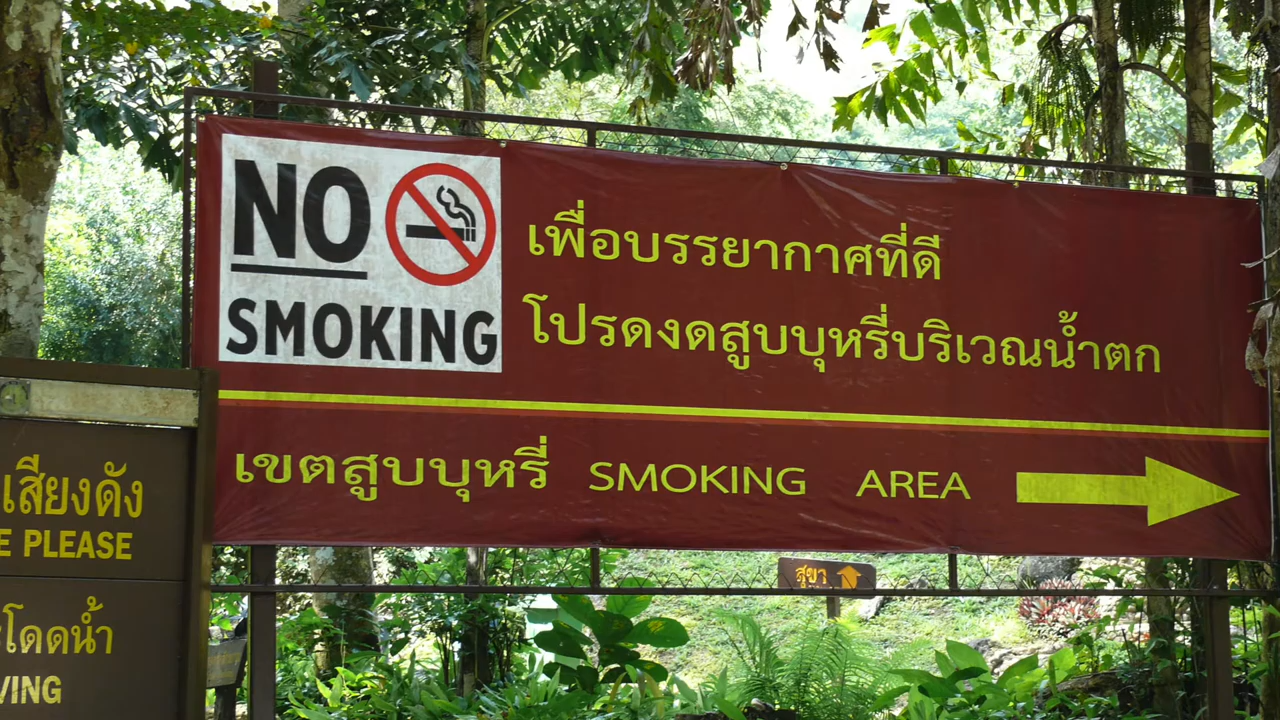 NO
SMOKING
เพื่อบรรยากาศที่ดี
โปรดงดสูบบุหรี่บริเวณน้ำตก
เขตสูบบุหรี่ SMOKING AREA
เสียงดัง
PLEASE
โดดน้ำ
สุขา